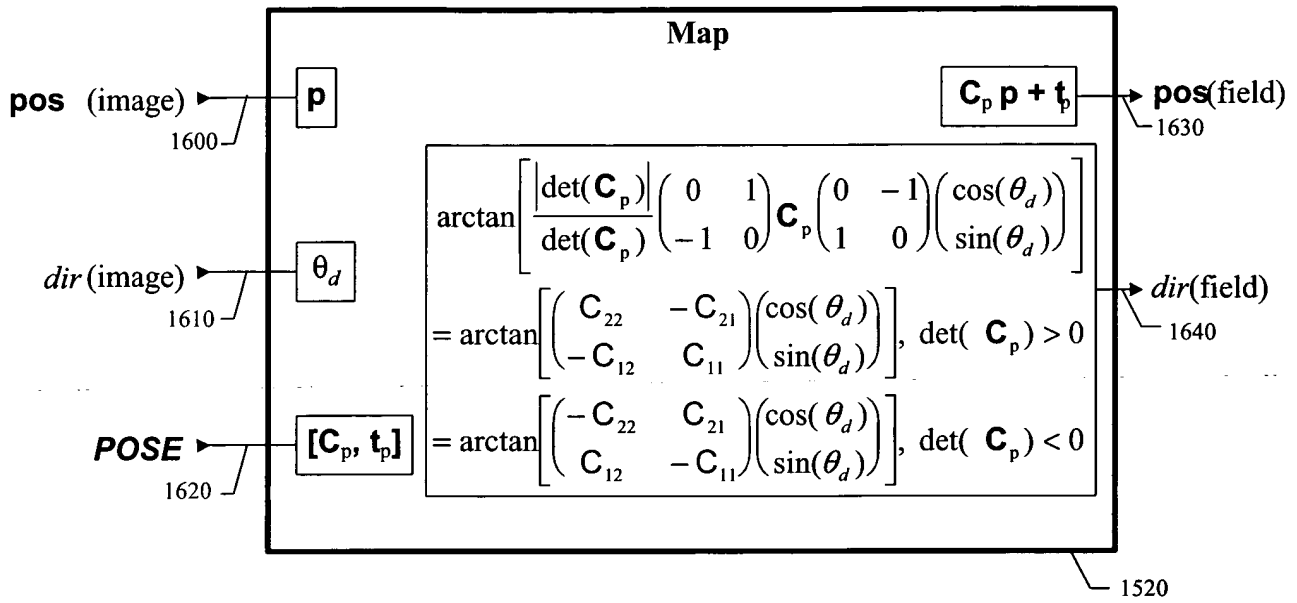 Map
pos (image)
1600
p
C_p p + t_p
pos(field)
1630
dir(image)
1610
θ_d
arctan[ |det(C_p)| / det(C_p) ( 0 1 ; −1 0 ) C_p ( 0 −1 ; 1 0 ) ( cos(θ_d) ; sin(θ_d) ) ]
= arctan[ ( C_22 −C_21 ; −C_12 C_11 ) ( cos(θ_d) ; sin(θ_d) ) ], det( C_p) > 0
= arctan[ ( −C_22 C_21 ; C_12 −C_11 ) ( cos(θ_d) ; sin(θ_d) ) ], det( C_p) < 0
dir(field)
1640
POSE
1620
[C_p, t_p]
1520